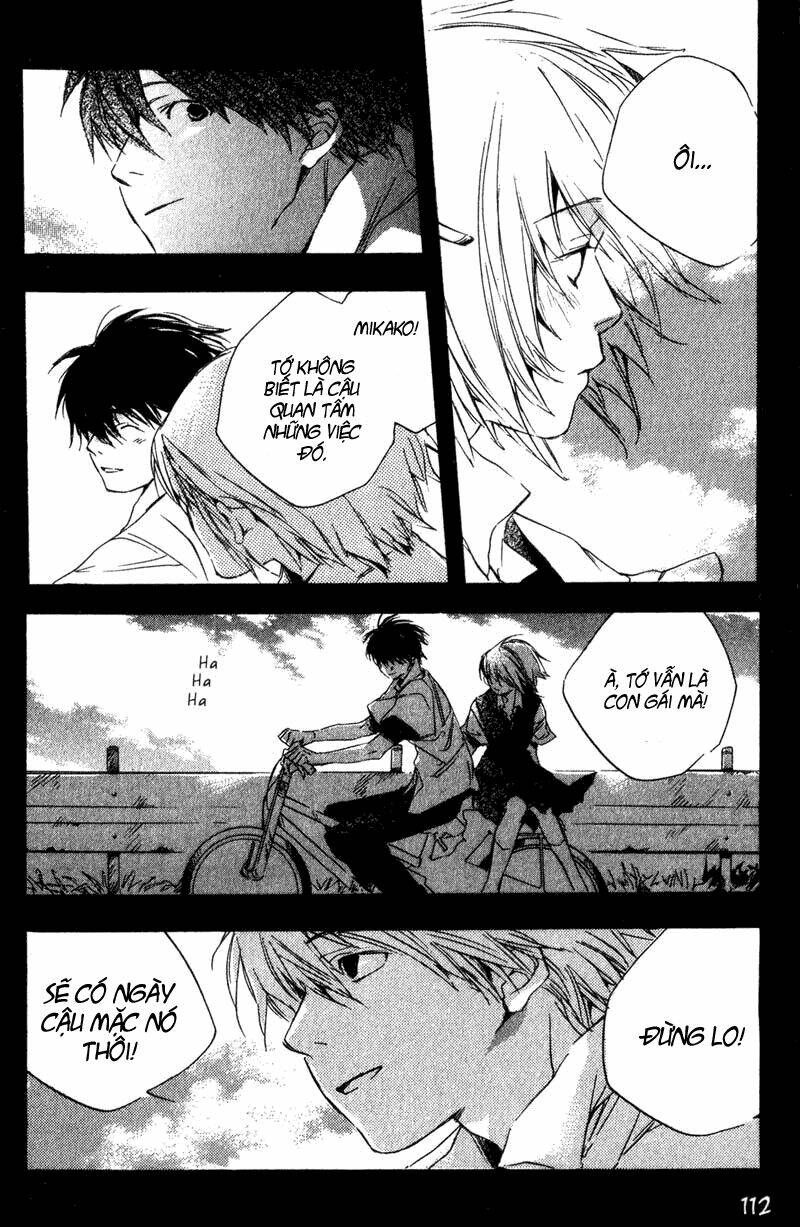 ÔI...
MIKAKO!
TỚ KHÔNG
BIẾT LÀ CẬU
QUAN TÂM
NHỮNG VIỆC
ĐÓ.
À, TỚ VẪN LÀ
CON GÁI MÀ!
Ha
Ha
Ha
ĐỪNG LO!
SẼ CÓ NGÀY
CẬU MẶC NÓ
THÔI!
112